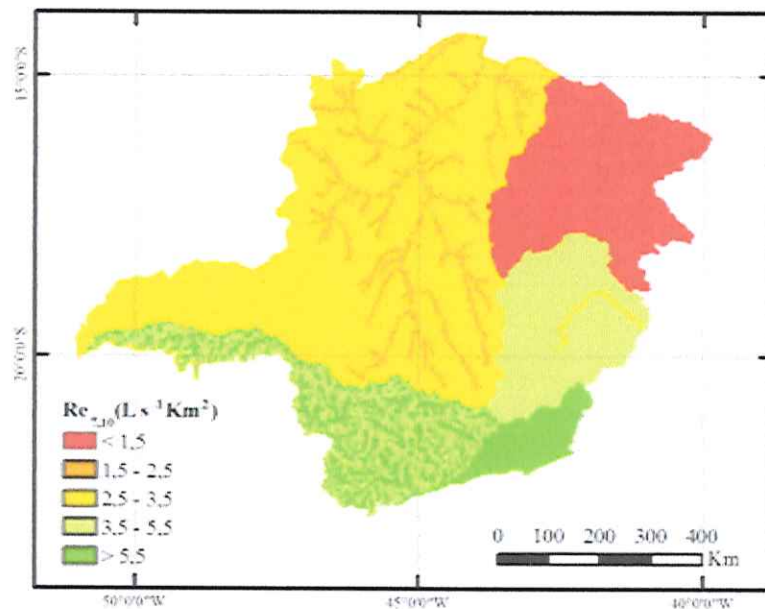 15°0'0"S
20°0'0"S
Re7,10 (L s-1Km2)
< 1,5
1,5 - 2,5
2,5 - 3,5
3,5 - 5,5
> 5,5
0 100 200 300 400
Km
50°0'0"W 45°0'0"W 40°0'0"W